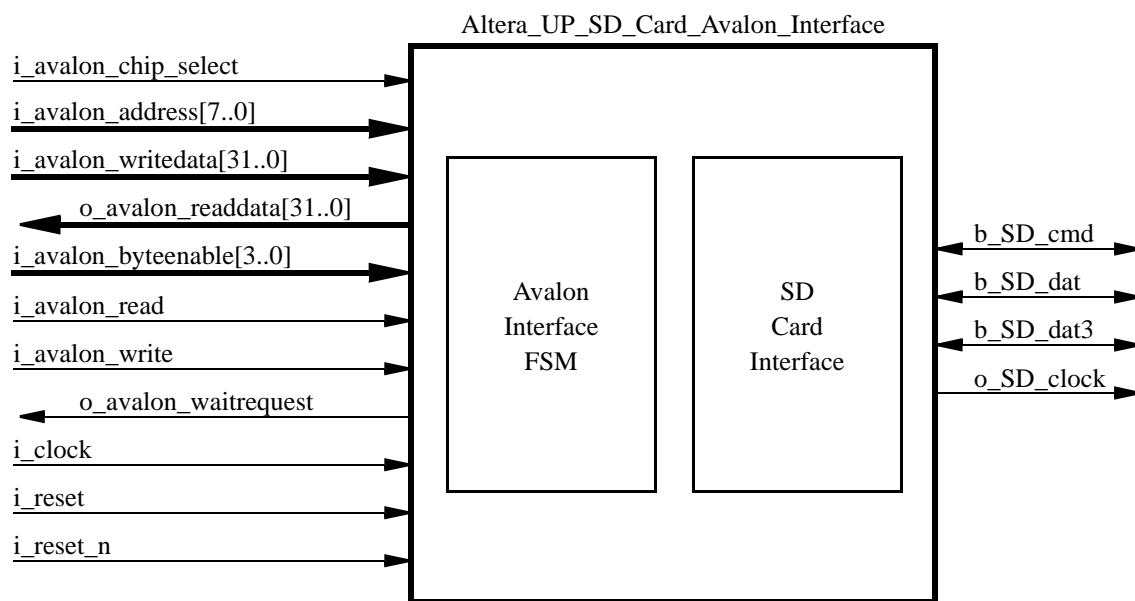 Altera_UP_SD_Card_Avalon_Interface
i_avalon_chip_select
i_avalon_address[7..0]
i_avalon_writedata[31..0]
o_avalon_readdata[31..0]
i_avalon_byteenable[3..0]
i_avalon_read
i_avalon_write
o_avalon_waitrequest
i_clock
i_reset
i_reset_n
Avalon
Interface
FSM
SD
Card
Interface
b_SD_cmd
b_SD_dat
b_SD_dat3
o_SD_clock